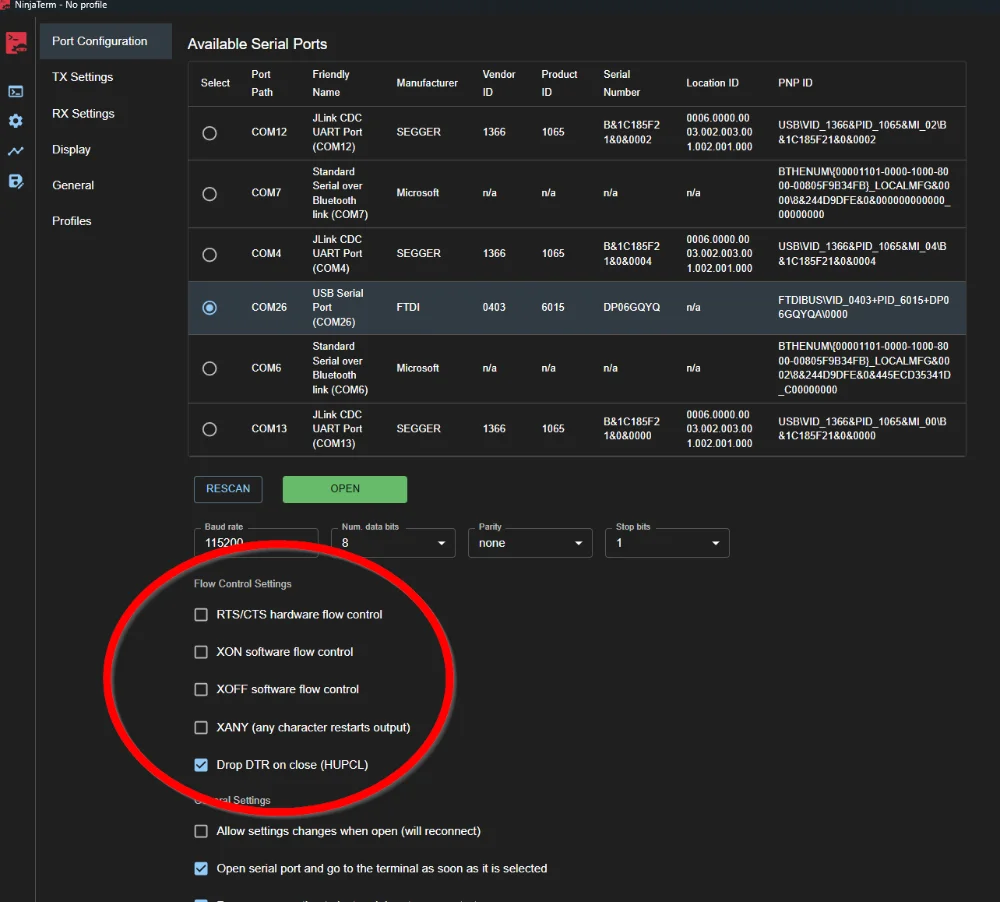 NinjaTerm - No profile
Port Configuration
TX Settings
RX Settings
Display
General
Profiles
Available Serial Ports
Select Port Path Friendly Name Manufacturer Vendor ID Product ID Serial Number Location ID PNP ID
COM12 JLink CDC UART Port (COM12) SEGGER 1366 1065 B&1C185F21&0&0002 0006.0000.0003.002.003.001.002.001.000 USB\VID_1366&PID_1065&MI_02\B&1C185F21&0&0002
COM7 Standard Serial over Bluetooth link (COM7) Microsoft n/a n/a n/a n/a BTHENUM\{00001101-0000-1000-8000-00805F9B34FB}_LOCALMFG&0000\8&244D9DFE&0&000000000000_00000000
COM4 JLink CDC UART Port (COM4) SEGGER 1366 1065 B&1C185F21&0&0004 0006.0000.0003.002.003.001.002.001.000 USB\VID_1366&PID_1065&MI_04\B&1C185F21&0&0004
COM26 USB Serial Port (COM26) FTDI 0403 6015 DP06GQYQ n/a FTDIBUS\VID_0403+PID_6015+DP06GQYQA\0000
COM6 Standard Serial over Bluetooth link (COM6) Microsoft n/a n/a n/a n/a BTHENUM\{00001101-0000-1000-8000-00805F9B34FB}_LOCALMFG&0002\8&244D9DFE&0&445ECD35341D_C00000000
COM13 JLink CDC UART Port (COM13) SEGGER 1366 1065 B&1C185F21&0&0000 0006.0000.0003.002.003.001.002.001.000 USB\VID_1366&PID_1065&MI_00\B&1C185F21&0&0000
RESCAN OPEN
Baud rate Num. data bits Parity Stop bits
115200 8 none 1
Flow Control Settings
RTS/CTS hardware flow control
XON software flow control
XOFF software flow control
XANY (any character restarts output)
Drop DTR on close (HUPCL)
General Settings
Allow settings changes when open (will reconnect)
Open serial port and go to the terminal as soon as it is selected